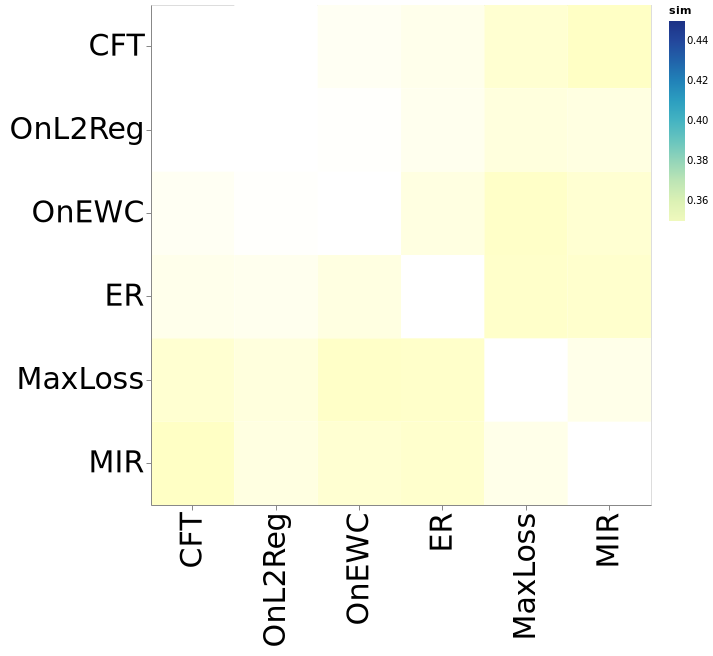 sim
0.44
0.42
0.40
0.38
0.36
CFT
OnL2Reg
OnEWC
ER
MaxLoss
MIR
CFT
OnL2Reg
OnEWC
ER
MaxLoss
MIR